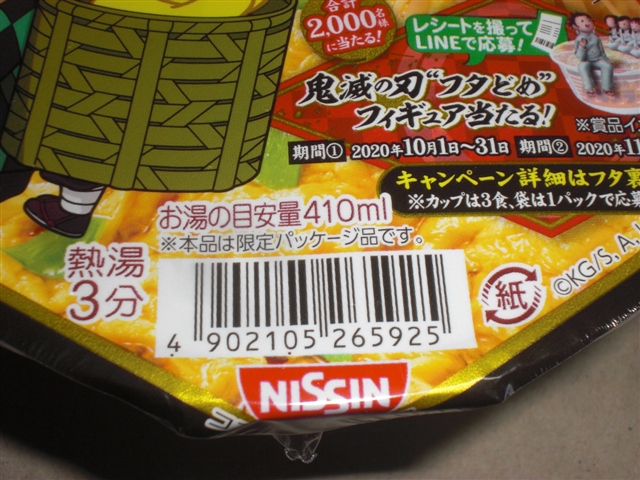 合計
2,000名様
に当たる!
レシートを撮って
LINEで応募!
鬼滅の刃“フタどめ”
フィギュア当たる!
※賞品イ
期間① 2020年10月1日〜31日 期間② 2020年11
キャンペーン詳細はフタ裏
※カップは3食、袋は1パックで応募
お湯の目安量410ml
※本品は限定パッケージ品です。
熱湯
3分
紙
©KG/S, A.
4 902105 265925
NISSIN